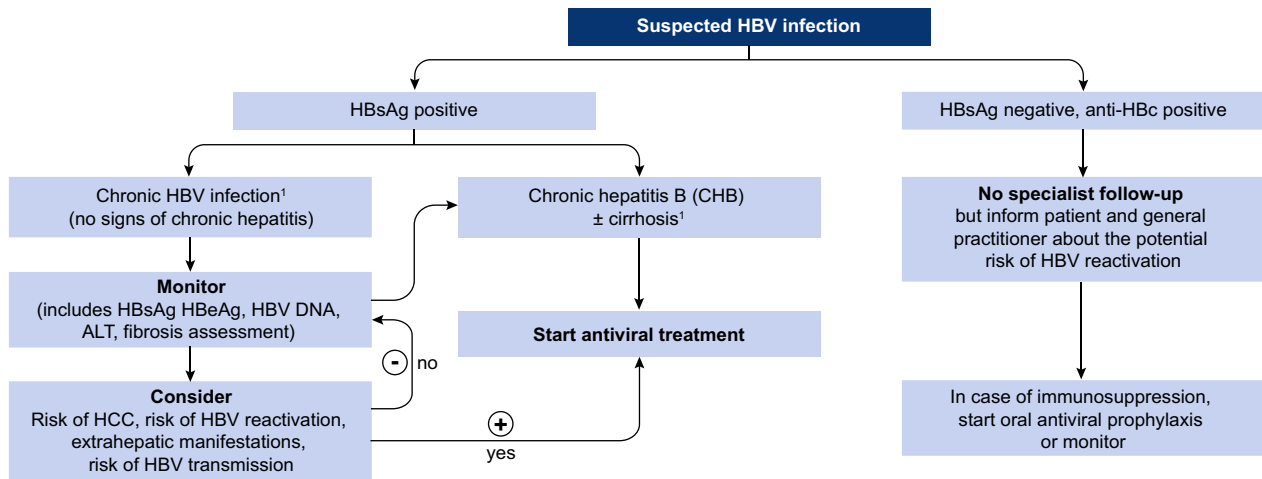 Suspected HBV infection
HBsAg positive
HBsAg negative, anti-HBc positive
Chronic HBV infection¹
(no signs of chronic hepatitis)
Chronic hepatitis B (CHB)
± cirrhosis¹
No specialist follow-up
but inform patient and general
practitioner about the potential
risk of HBV reactivation
Monitor
(includes HBsAg HBeAg, HBV DNA,
ALT, fibrosis assessment)
Start antiviral treatment
- no
Consider
Risk of HCC, risk of HBV reactivation,
extrahepatic manifestations,
risk of HBV transmission
+
yes
In case of immunosuppression,
start oral antiviral prophylaxis
or monitor